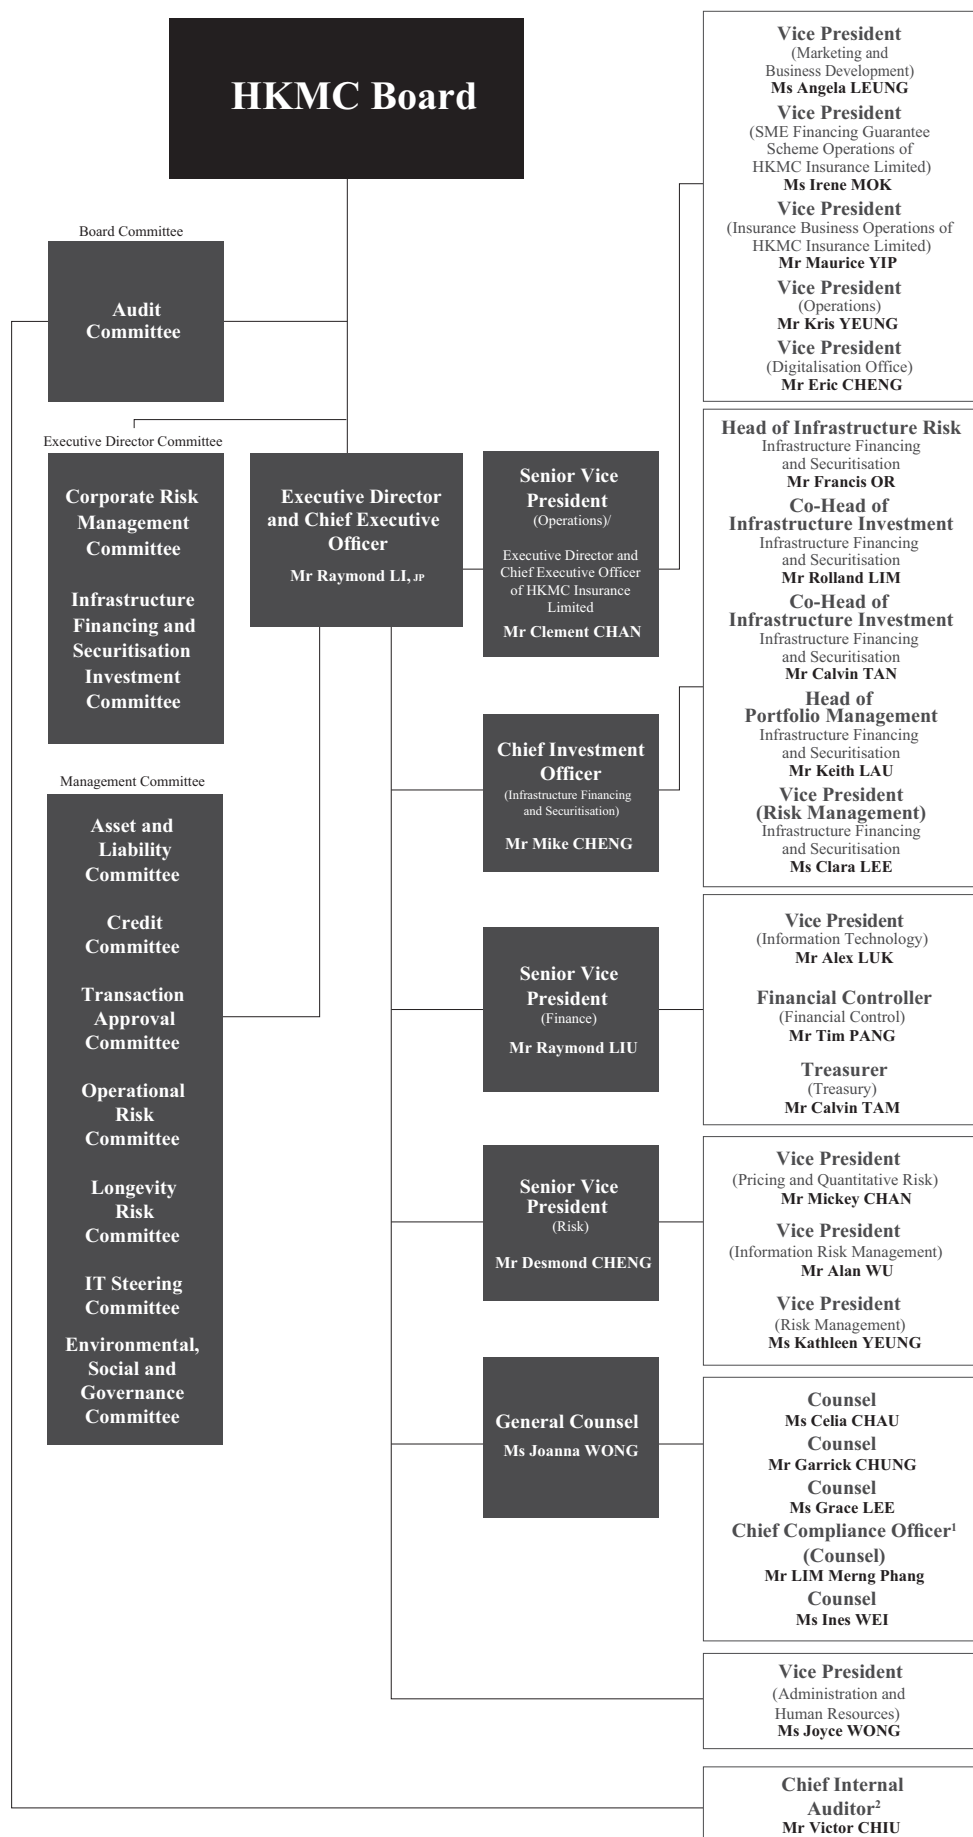 HKMC Board
Board Committee
Audit
Committee
Executive Director Committee
Corporate Risk
Management
Committee
Infrastructure
Financing and
Securitisation
Investment
Committee
Management Committee
Asset and
Liability
Committee
Credit
Committee
Transaction
Approval
Committee
Operational
Risk
Committee
Longevity
Risk
Committee
IT Steering
Committee
Environmental,
Social and
Governance
Committee
Executive Director
and Chief Executive
Officer
Mr Raymond LI, JP
Senior Vice
President
(Operations)/
Executive Director and
Chief Executive Officer
of HKMC Insurance
Limited
Mr Clement CHAN
Chief Investment
Officer
(Infrastructure Financing
and Securitisation)
Mr Mike CHENG
Senior Vice
President
(Finance)
Mr Raymond LIU
Senior Vice
President
(Risk)
Mr Desmond CHENG
General Counsel
Ms Joanna WONG
Vice President
(Marketing and
Business Development)
Ms Angela LEUNG
Vice President
(SME Financing Guarantee
Scheme Operations of
HKMC Insurance Limited)
Ms Irene MOK
Vice President
(Insurance Business Operations of
HKMC Insurance Limited)
Mr Maurice YIP
Vice President
(Operations)
Mr Kris YEUNG
Vice President
(Digitalisation Office)
Mr Eric CHENG
Head of Infrastructure Risk
Infrastructure Financing
and Securitisation
Mr Francis OR
Co-Head of
Infrastructure Investment
Infrastructure Financing
and Securitisation
Mr Rolland LIM
Co-Head of
Infrastructure Investment
Infrastructure Financing
and Securitisation
Mr Calvin TAN
Head of
Portfolio Management
Infrastructure Financing
and Securitisation
Mr Keith LAU
Vice President
(Risk Management)
Infrastructure Financing
and Securitisation
Ms Clara LEE
Vice President
(Information Technology)
Mr Alex LUK
Financial Controller
(Financial Control)
Mr Tim PANG
Treasurer
(Treasury)
Mr Calvin TAM
Vice President
(Pricing and Quantitative Risk)
Mr Mickey CHAN
Vice President
(Information Risk Management)
Mr Alan WU
Vice President
(Risk Management)
Ms Kathleen YEUNG
Counsel
Ms Celia CHAU
Counsel
Mr Garrick CHUNG
Counsel
Ms Grace LEE
Chief Compliance Officer¹
(Counsel)
Mr LIM Merng Phang
Counsel
Ms Ines WEI
Vice President
(Administration and
Human Resources)
Ms Joyce WONG
Chief Internal
Auditor²
Mr Victor CHIU